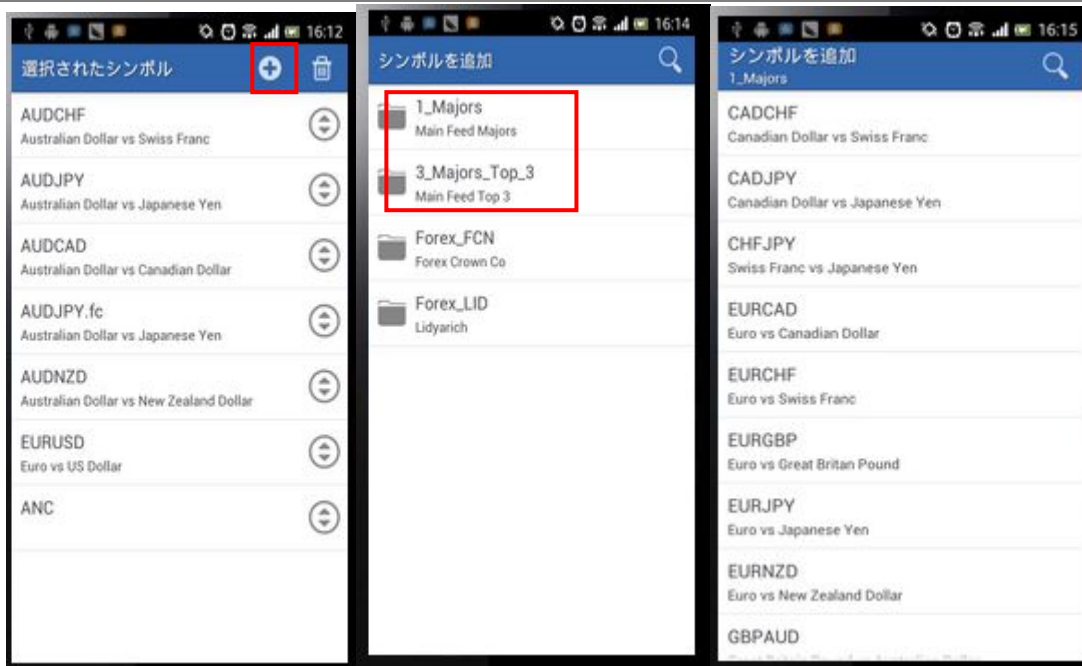 16:12
選択されたシンボル
AUDCHF
Australian Dollar vs Swiss Franc
AUDJPY
Australian Dollar vs Japanese Yen
AUDCAD
Australian Dollar vs Canadian Dollar
AUDJPY.fc
Australian Dollar vs Japanese Yen
AUDNZD
Australian Dollar vs New Zealand Dollar
EURUSD
Euro vs US Dollar
ANC
16:14
シンボルを追加
1_Majors
Main Feed Majors
3_Majors_Top_3
Main Feed Top 3
Forex_FCN
Forex Crown Co
Forex_LID
Lidyarich
16:15
シンボルを追加
1_Majors
CADCHF
Canadian Dollar vs Swiss Franc
CADJPY
Canadian Dollar vs Japanese Yen
CHFJPY
Swiss Franc vs Japanese Yen
EURCAD
Euro vs Canadian Dollar
EURCHF
Euro vs Swiss Franc
EURGBP
Euro vs Great Britan Pound
EURJPY
Euro vs Japanese Yen
EURNZD
Euro vs New Zealand Dollar
GBPAUD